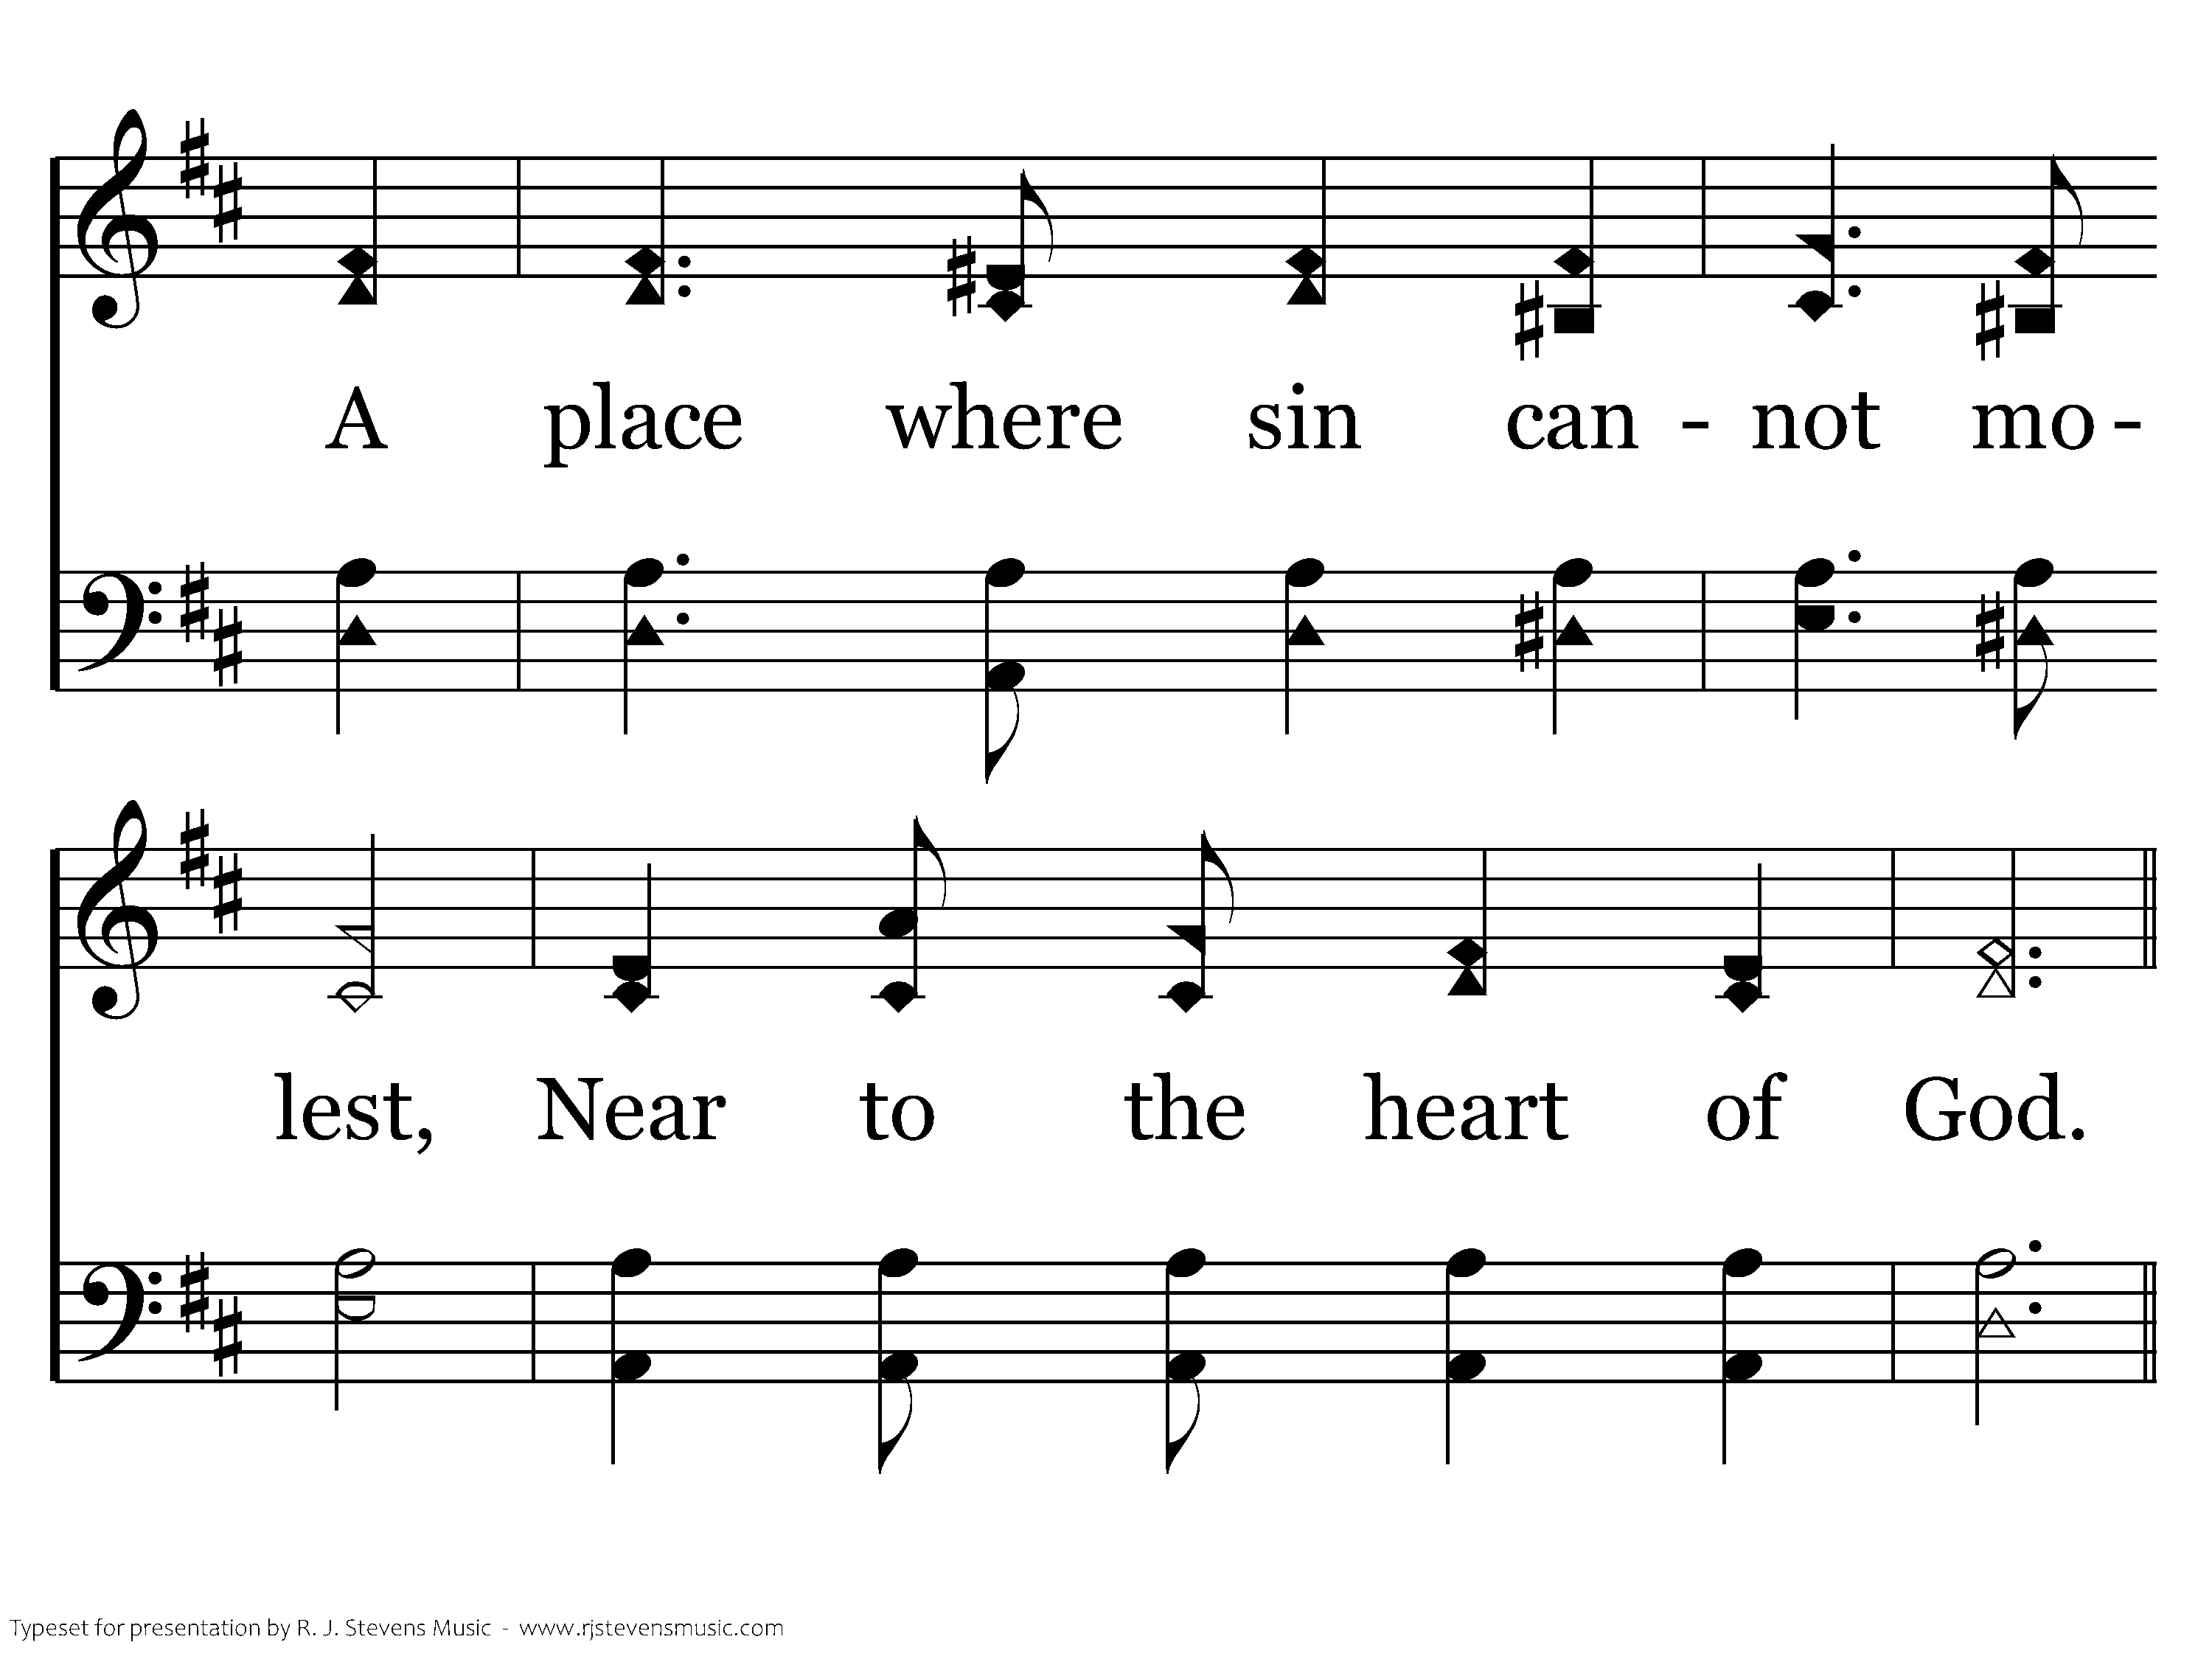 A place where sin can - not mo -
lest, Near to the heart of God.
Typeset for presentation by R. J. Stevens Music - www.rjstevensmusic.com